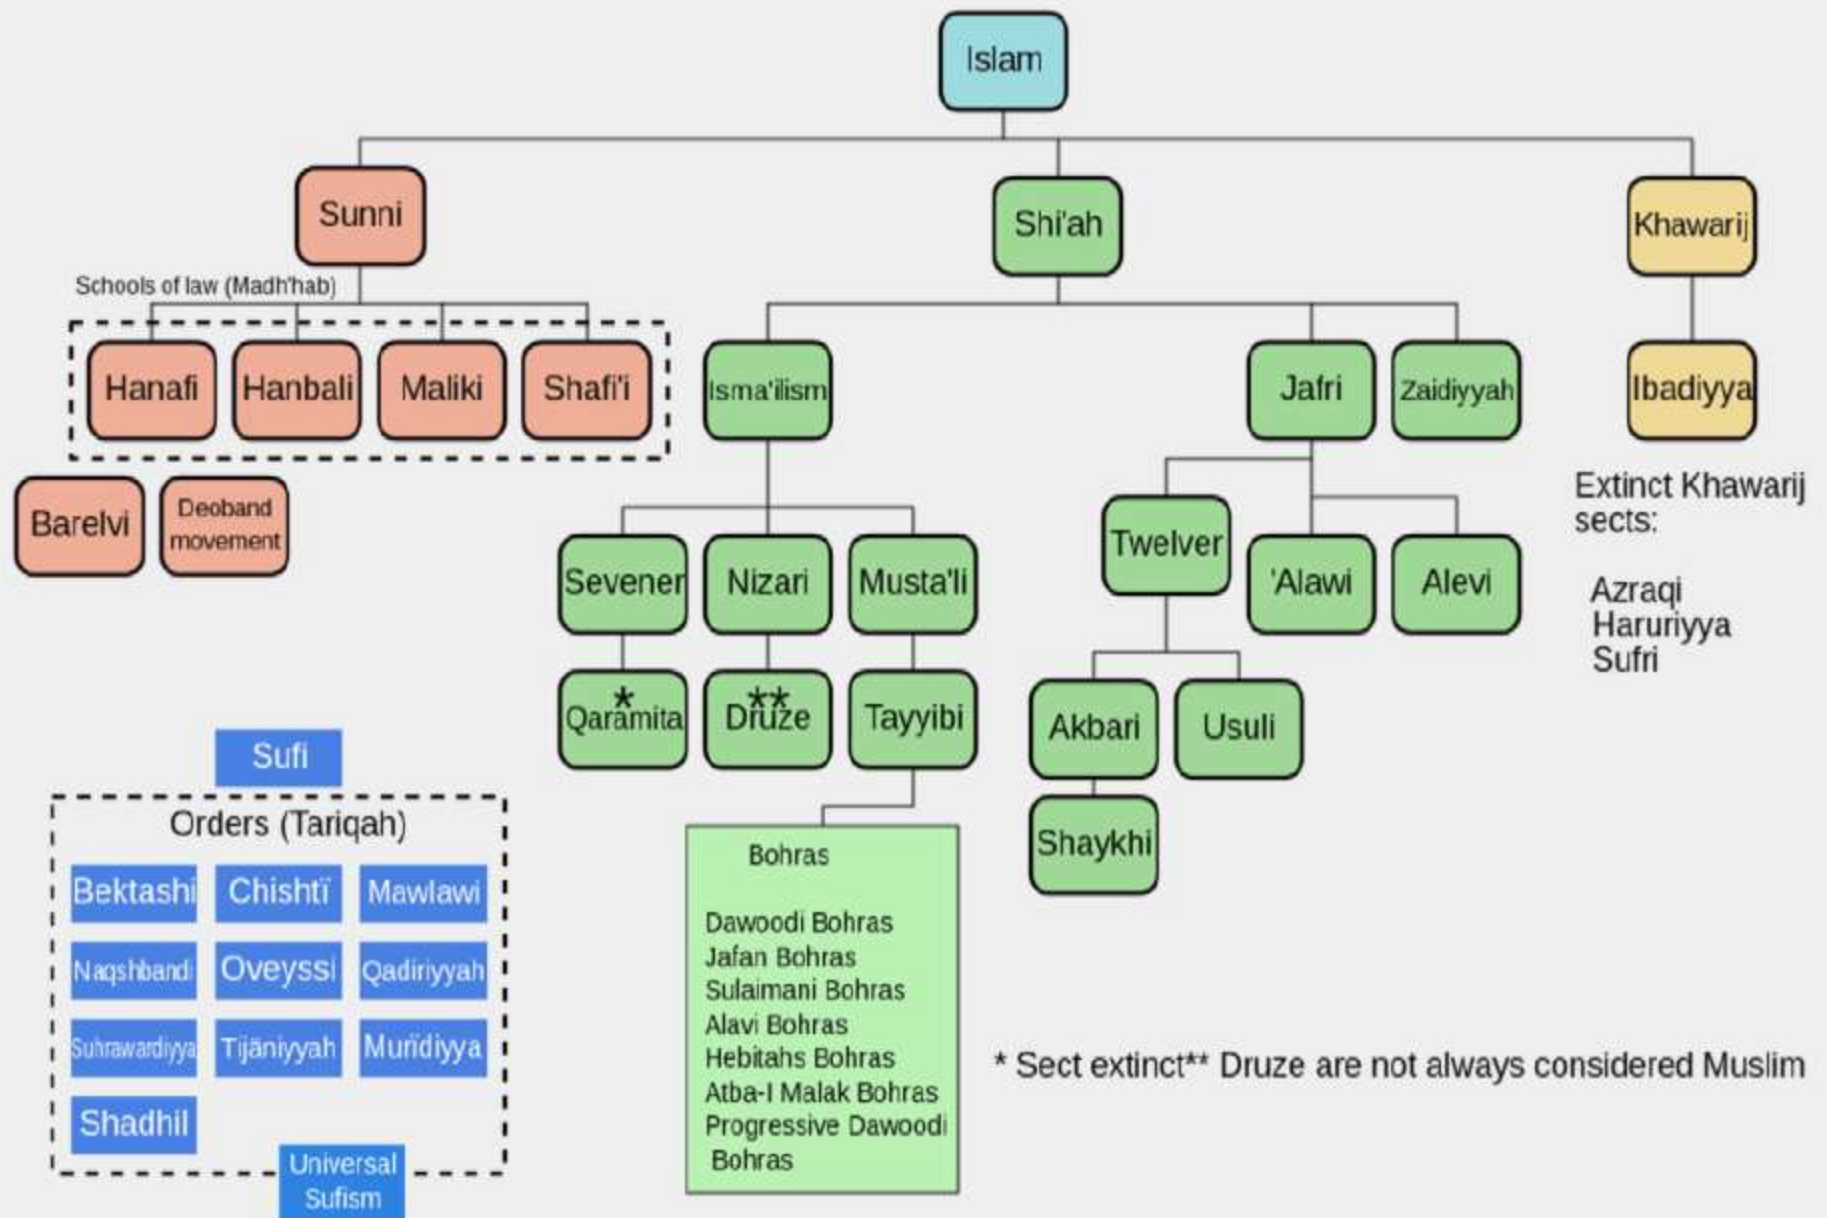 Islam
Sunni
Shi'ah
Khawarij
Schools of law (Madh'hab)
Hanafi
Hanbali
Maliki
Shafi'i
Isma'ilism
Jafri
Zaidiyyah
Ibadiyya
Barelvi
Deoband
movement
Sevener
Nizari
Musta'li
Twelver
'Alawi
Alevi
Extinct Khawarij
sects:
Azraqi
Haruriyya
Sufri
*
Qaramita
**
Druze
Tayyibi
Akbari
Usuli
Shaykhi
Sufi
Orders (Tariqah)
Bektashi
Chishtï
Mawlawi
Naqshbandi
Oveyssi
Qadiriyyah
Suhrawardiyya
Tijäniyyah
Murïdiyya
Shadhil
Universal
Sufism
Bohras
Dawoodi Bohras
Jafan Bohras
Sulaimani Bohras
Alavi Bohras
Hebitahs Bohras
Atba-I Malak Bohras
Progressive Dawoodi
Bohras
* Sect extinct** Druze are not always considered Muslim